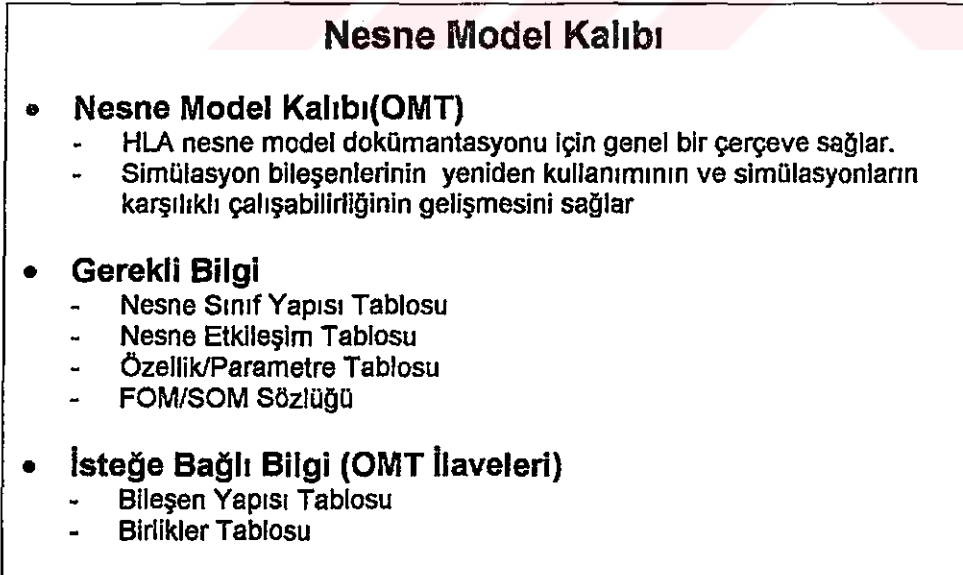 Nesne Model Kalıbı
• Nesne Model Kalıbı(OMT)
- HLA nesne model dokümantasyonu için genel bir çerçeve sağlar.
- Simülasyon bileşenlerinin yeniden kullanımının ve simülasyonların
karşılıklı çalışabilirliğinin gelişmesini sağlar
• Gerekli Bilgi
- Nesne Sınıf Yapısı Tablosu
- Nesne Etkileşim Tablosu
- Özellik/Parametre Tablosu
- FOM/SOM Sözlüğü
• İsteğe Bağlı Bilgi (OMT İlaveleri)
- Bileşen Yapısı Tablosu
- Birlikler Tablosu